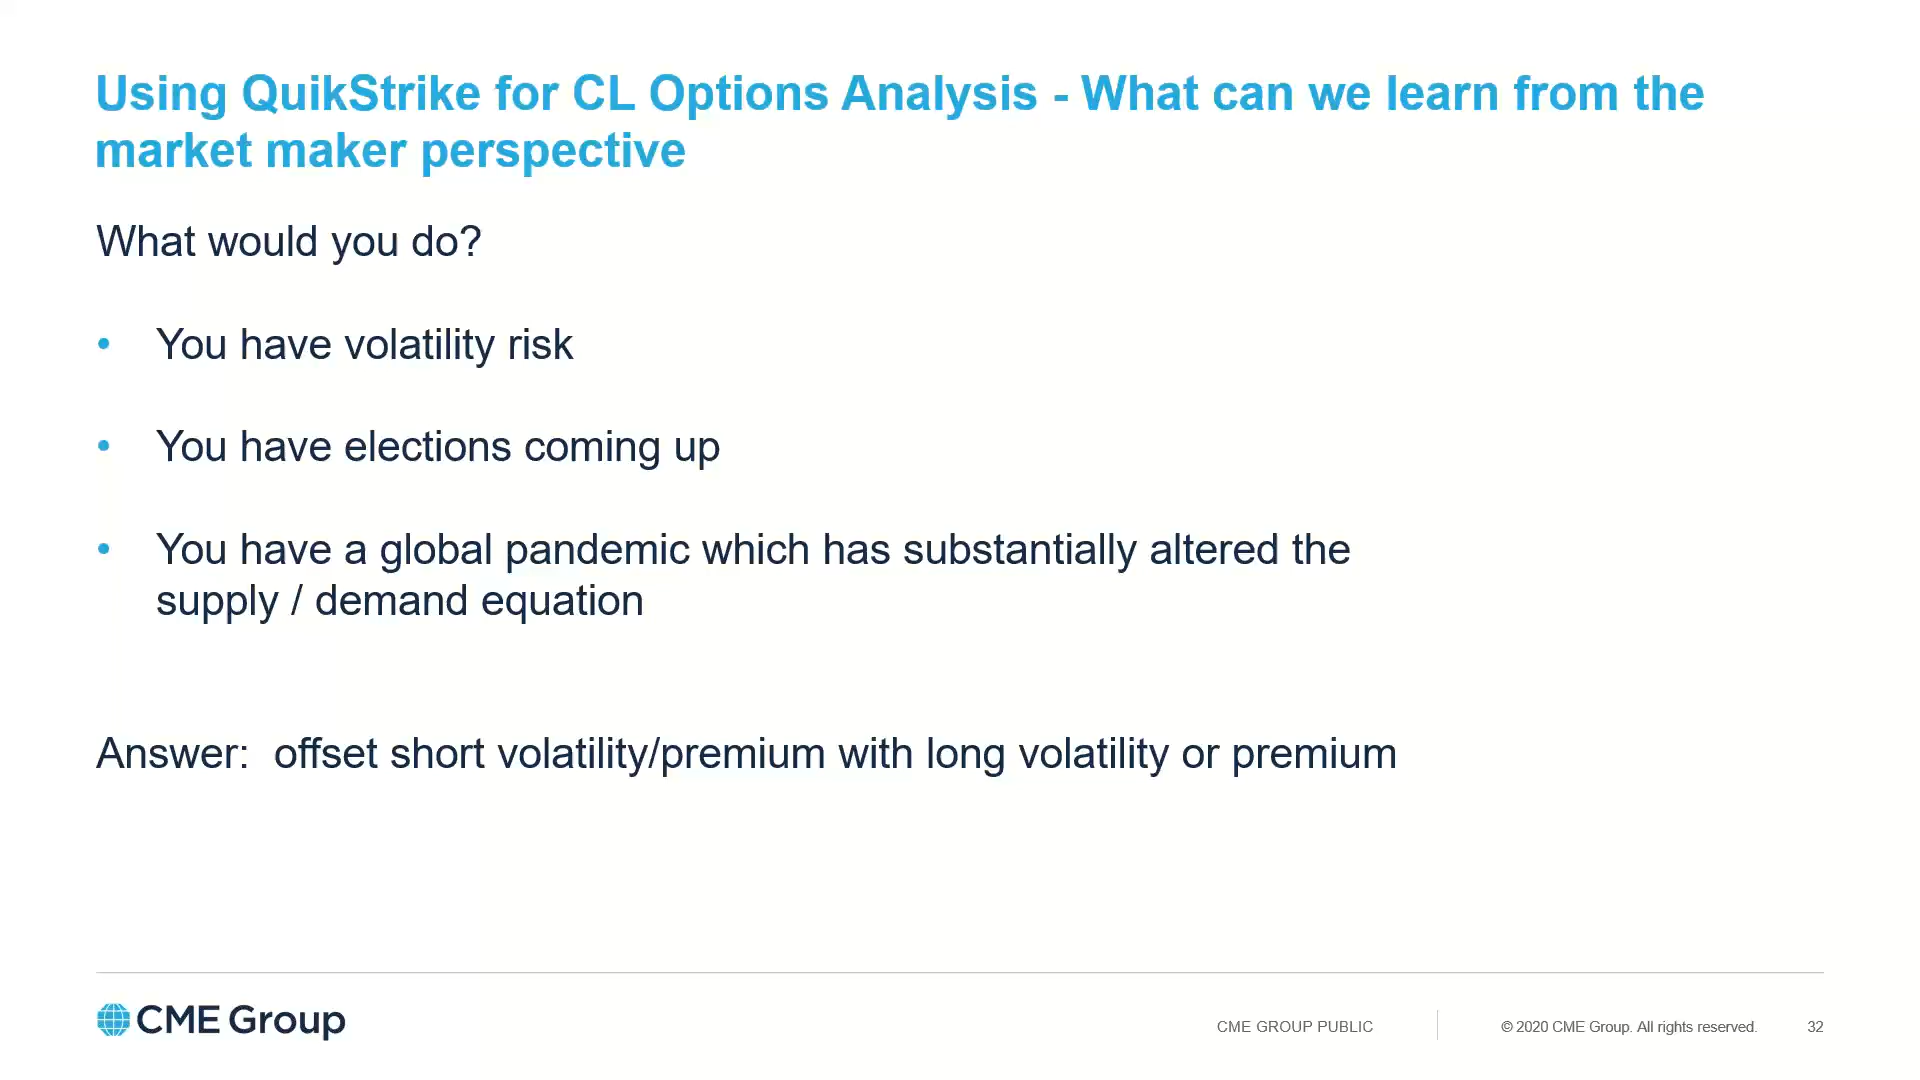 Using QuikStrike for CL Options Analysis - What can we learn from the
market maker perspective
What would you do?
• You have volatility risk
• You have elections coming up
• You have a global pandemic which has substantially altered the
supply / demand equation
Answer:  offset short volatility/premium with long volatility or premium
CME Group
CME GROUP PUBLIC
© 2020 CME Group. All rights reserved.
32